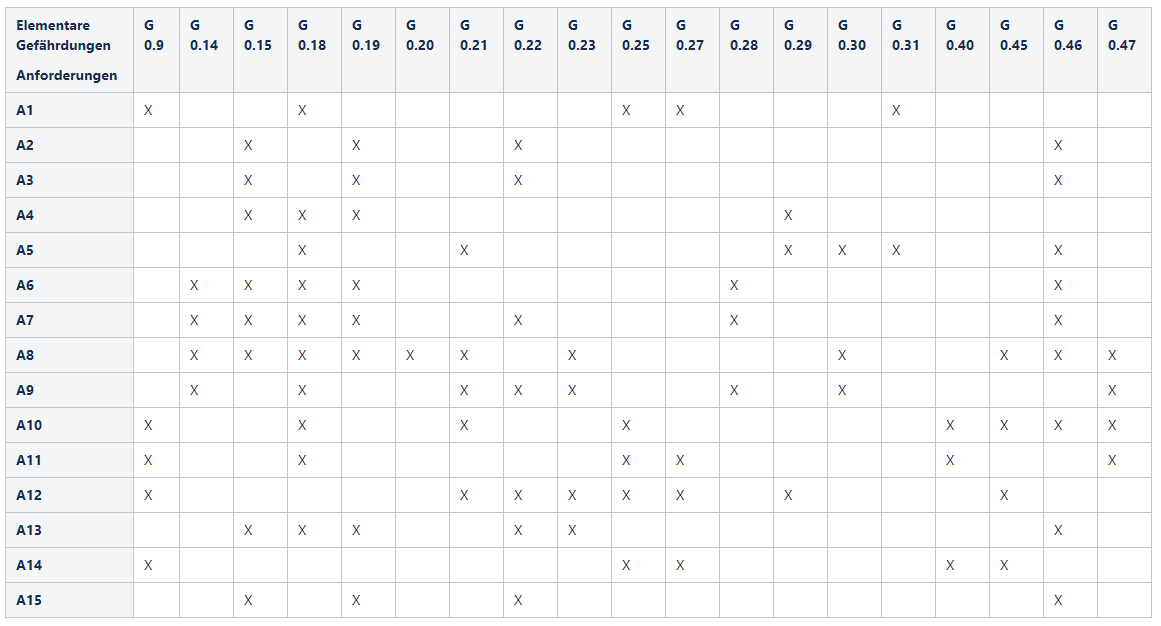 Elementare Gefährdungen Anforderungen G 0.9 G 0.14 G 0.15 G 0.18 G 0.19 G 0.20 G 0.21 G 0.22 G 0.23 G 0.25 G 0.27 G 0.28 G 0.29 G 0.30 G 0.31 G 0.40 G 0.45 G 0.46 G 0.47
A1 X X X X X
A2 X X X X
A3 X X X X
A4 X X X X
A5 X X X X X X
A6 X X X X X X
A7 X X X X X X X
A8 X X X X X X X X X X X
A9 X X X X X X X X
A10 X X X X X X X X
A11 X X X X X X
A12 X X X X X X X X
A13 X X X X X X
A14 X X X X X
A15 X X X X